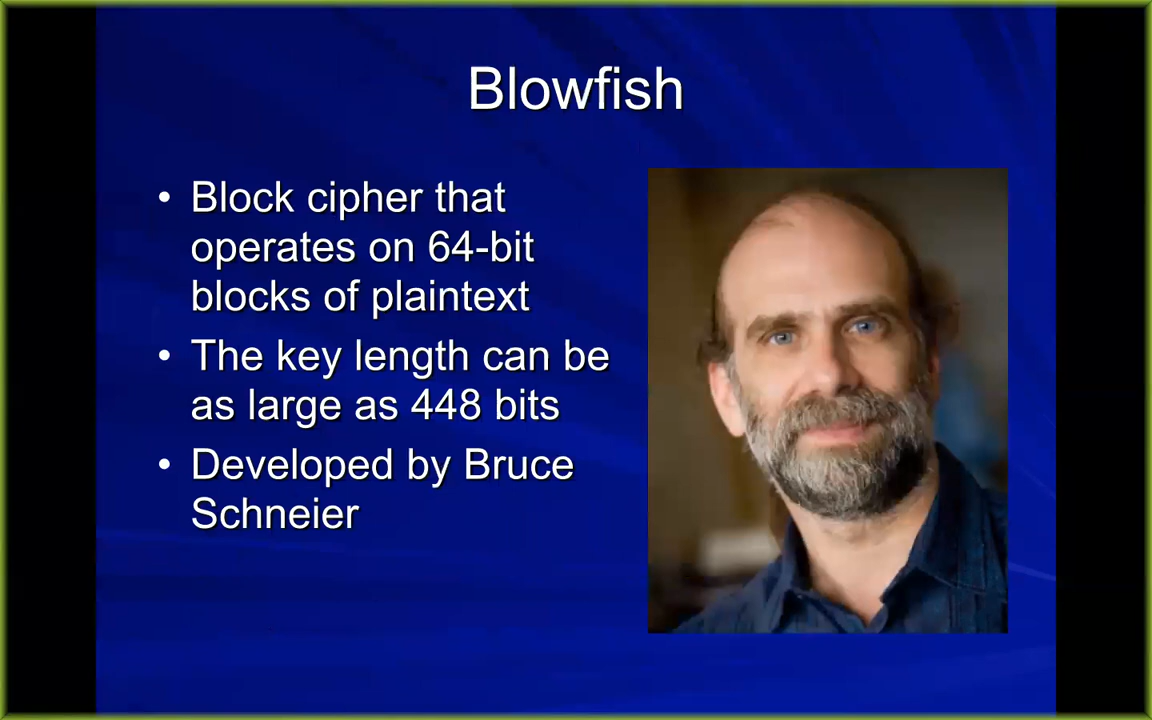 Blowfish
• Block cipher that
operates on 64-bit
blocks of plaintext
• The key length can be
as large as 448 bits
• Developed by Bruce
Schneier